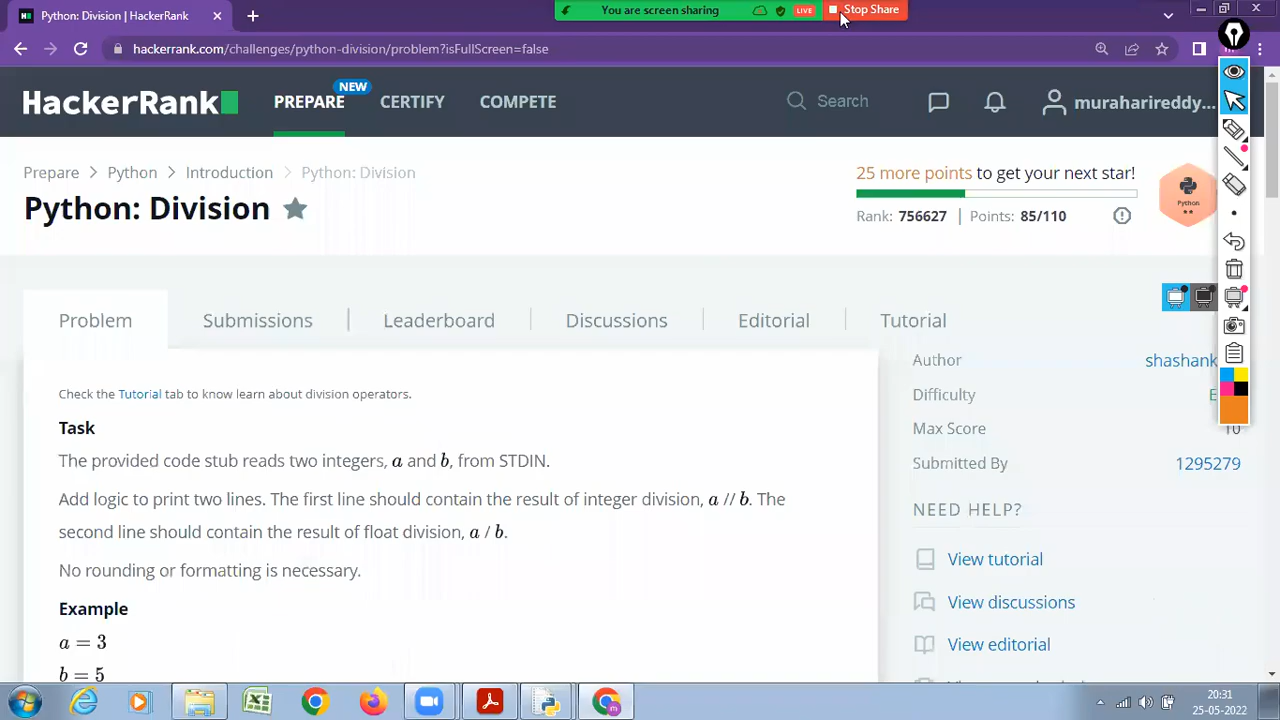 Python: Division | HackerRank
You are screen sharing
LIVE
Stop Share
hackerrank.com/challenges/python-division/problem?isFullScreen=false
HackerRank
PREPARE
NEW
CERTIFY
COMPETE
Search
muraharireddy...
Prepare > Python > Introduction > Python: Division
Python: Division
25 more points to get your next star!
Rank: 756627 | Points: 85/110
Python
Problem
Submissions
Leaderboard
Discussions
Editorial
Tutorial
Check the Tutorial tab to know learn about division operators.
Task
The provided code stub reads two integers, a and b, from STDIN.
Add logic to print two lines. The first line should contain the result of integer division, a // b. The
second line should contain the result of float division, a / b.
No rounding or formatting is necessary.
Example
a = 3
b = 5
Author shashank
Difficulty E
Max Score 10
Submitted By 1295279
NEED HELP?
View tutorial
View discussions
View editorial
20:31
25-05-2022